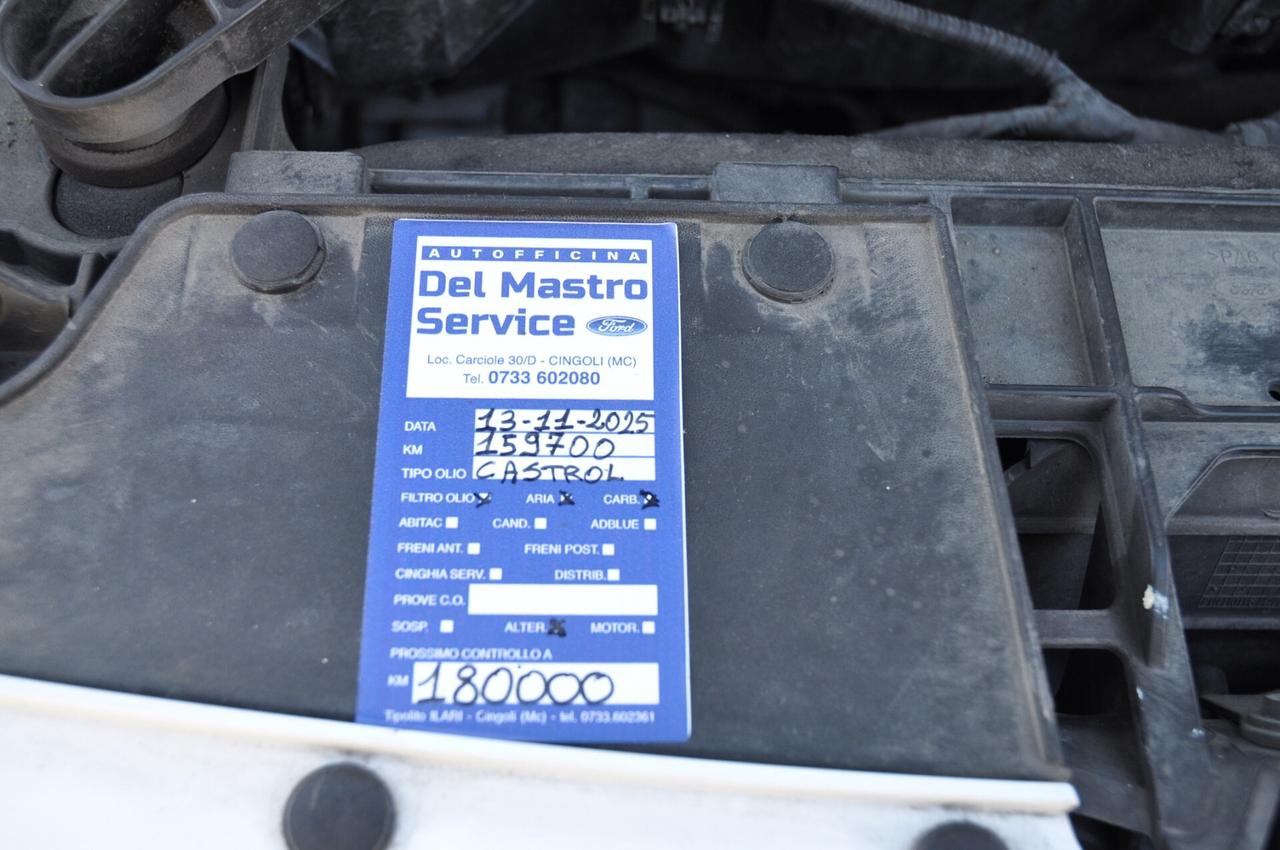 AUTOFFICINA
Del Mastro
Service Ford
Loc. Carciole 30/D - CINGOLI (MC)
Tel. 0733 602080
DATA 13-11-2025
KM 159700
TIPO OLIO CASTROL
FILTRO OLIO ARIA CARB.
ABITAC CAND. ADBLUE
FRENI ANT. FRENI POST.
CINGHIA SERV. DISTRIB.
PROVE C.O.
SOSP. ALTER. MOTOR.
PROSSIMO CONTROLLO A
KM 180000
Tipolito ILARI - Cingoli (Mc) - tel. 0733.602361
>PA6